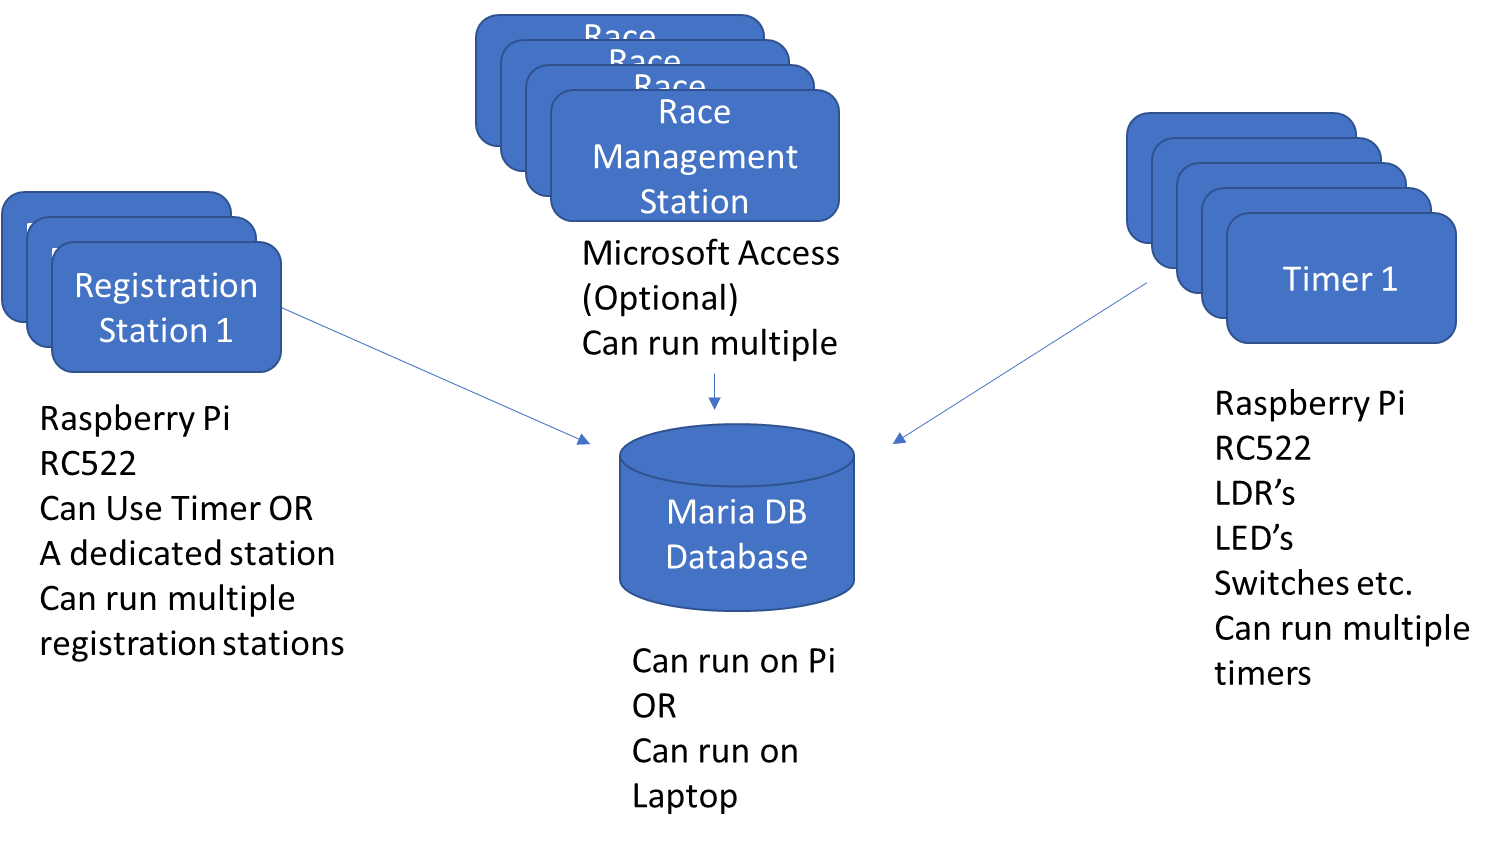 Race
Race
Race
Race
Management
Station
Microsoft Access
(Optional)
Can run multiple
Registration
Station 1
Raspberry Pi
RC522
Can Use Timer OR
A dedicated station
Can run multiple
registration stations
Timer 1
Raspberry Pi
RC522
LDR’s
LED’s
Switches etc.
Can run multiple
timers
Maria DB
Database
Can run on Pi
OR
Can run on
Laptop